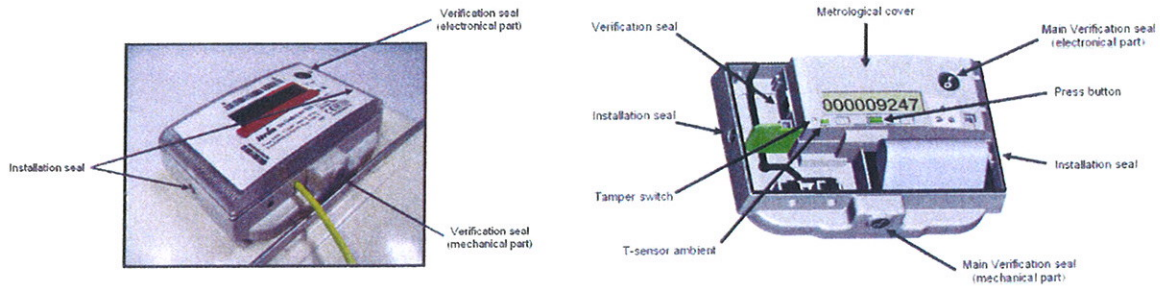 Verification seal
(electronical part)
Installation seal
Verification seal
(mechanical part)
Metrological cover
Verification seal
Main Verification seal
(electronical part)
Press button
Installation seal
000009247
Installation seal
Tamper switch
T-sensor ambient
Main Verification seal
(mechanical part)